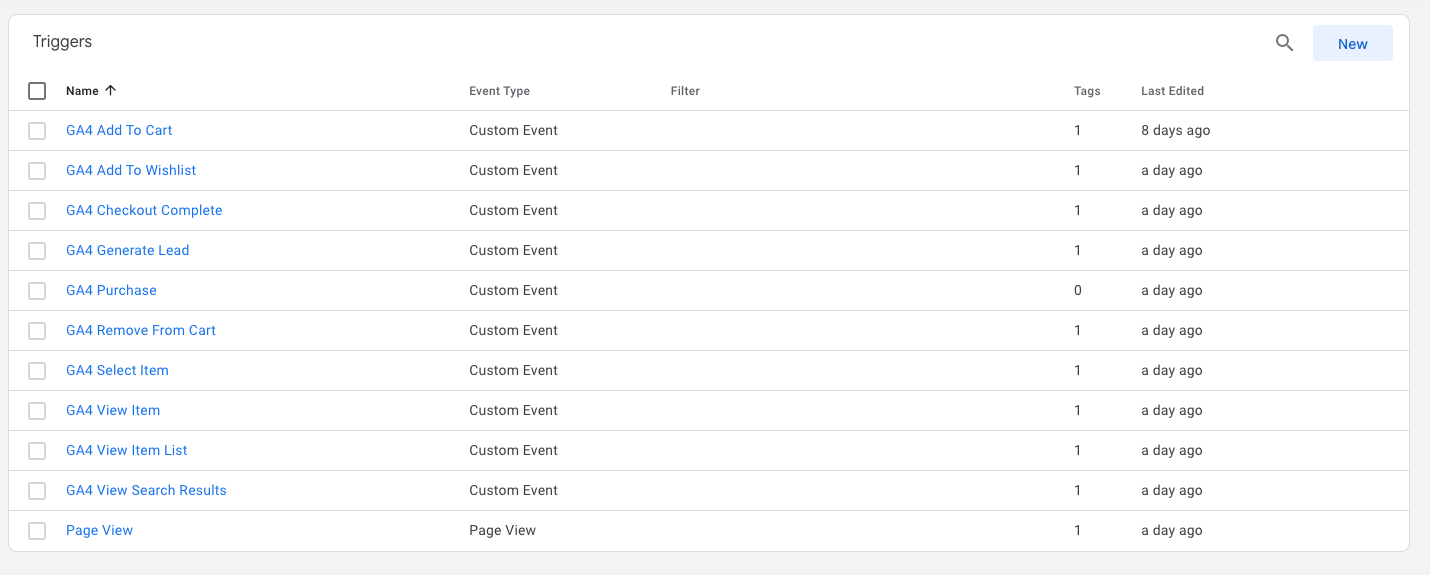 Triggers
New
Name Event Type Filter Tags Last Edited
GA4 Add To Cart Custom Event 1 8 days ago
GA4 Add To Wishlist Custom Event 1 a day ago
GA4 Checkout Complete Custom Event 1 a day ago
GA4 Generate Lead Custom Event 1 a day ago
GA4 Purchase Custom Event 0 a day ago
GA4 Remove From Cart Custom Event 1 a day ago
GA4 Select Item Custom Event 1 a day ago
GA4 View Item Custom Event 1 a day ago
GA4 View Item List Custom Event 1 a day ago
GA4 View Search Results Custom Event 1 a day ago
Page View Page View 1 a day ago